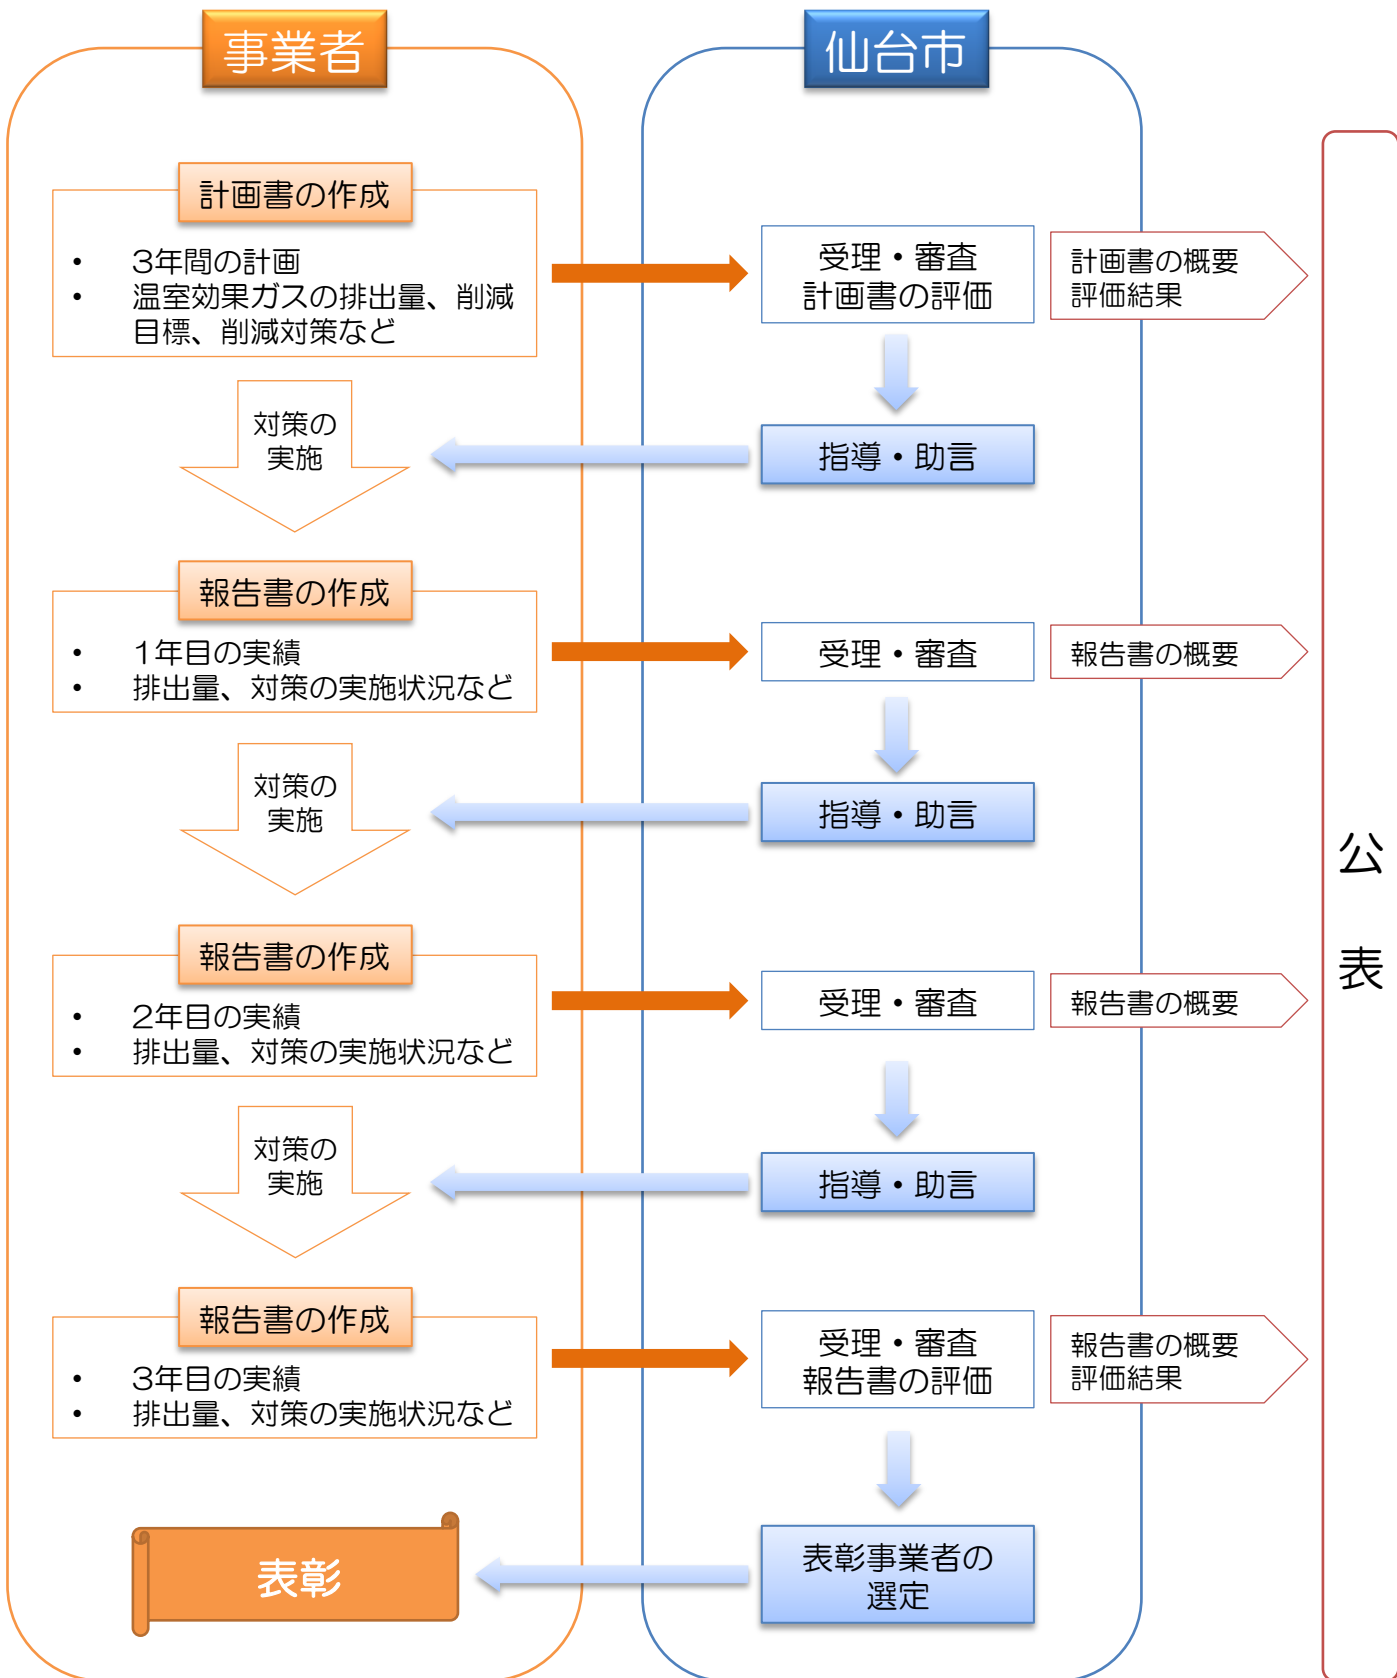 事業者
仙台市
計画書の作成
• 3年間の計画
• 温室効果ガスの排出量、削減
目標、削減対策など
受理・審査
計画書の評価
計画書の概要
評価結果
対策の
実施
指導・助言
報告書の作成
• 1年目の実績
• 排出量、対策の実施状況など
受理・審査
報告書の概要
対策の
実施
指導・助言
公
表
報告書の作成
• 2年目の実績
• 排出量、対策の実施状況など
受理・審査
報告書の概要
対策の
実施
指導・助言
報告書の作成
• 3年目の実績
• 排出量、対策の実施状況など
受理・審査
報告書の評価
報告書の概要
評価結果
表彰
表彰事業者の
選定